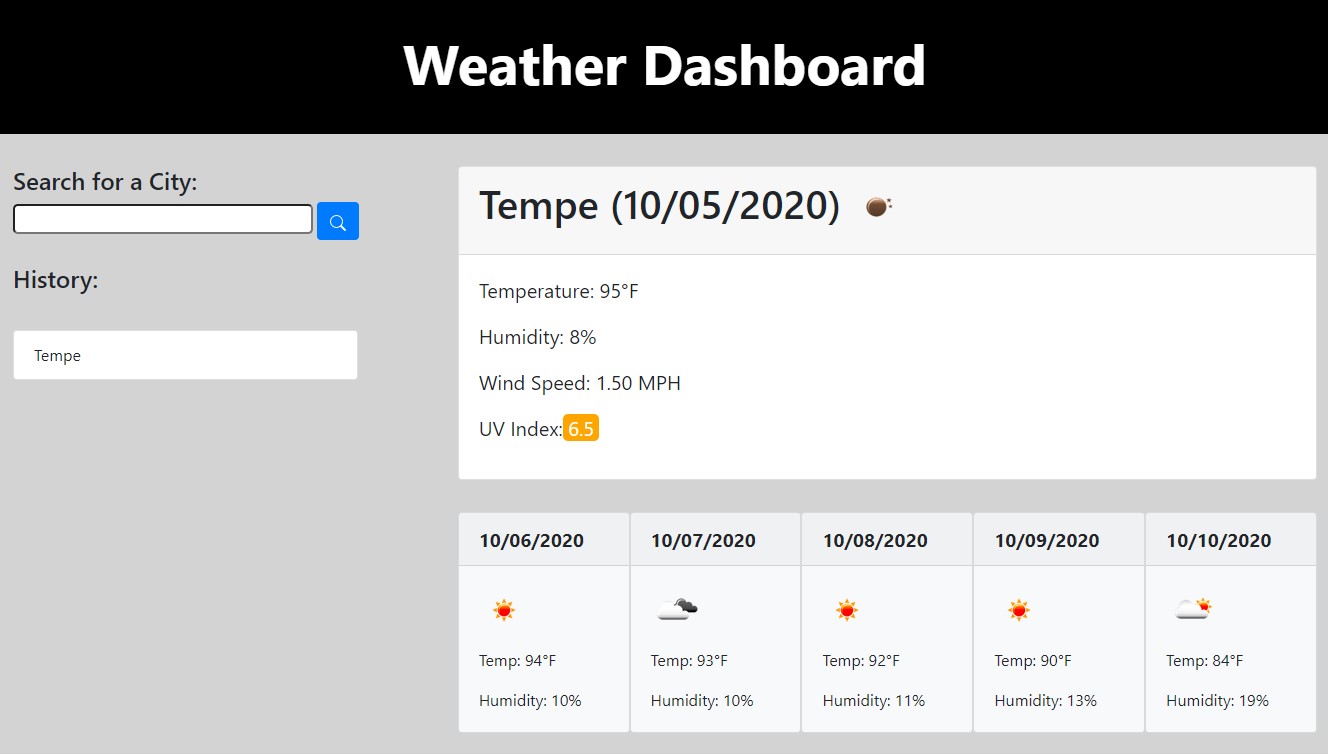 Weather Dashboard
Search for a City:
History:
Tempe
Tempe (10/05/2020)
Temperature: 95°F
Humidity: 8%
Wind Speed: 1.50 MPH
UV Index: 6.5
10/06/2020
Temp: 94°F
Humidity: 10%
10/07/2020
Temp: 93°F
Humidity: 10%
10/08/2020
Temp: 92°F
Humidity: 11%
10/09/2020
Temp: 90°F
Humidity: 13%
10/10/2020
Temp: 84°F
Humidity: 19%